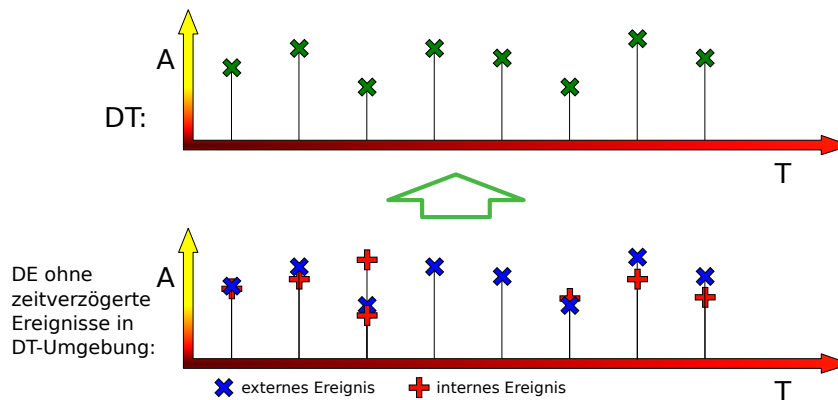 A
DT:
T
A
DE ohne
zeitverzögerte
Ereignisse in
DT-Umgebung:
externes Ereignis
internes Ereignis
T